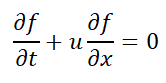 ∂f/∂t + u ∂f/∂x = 0